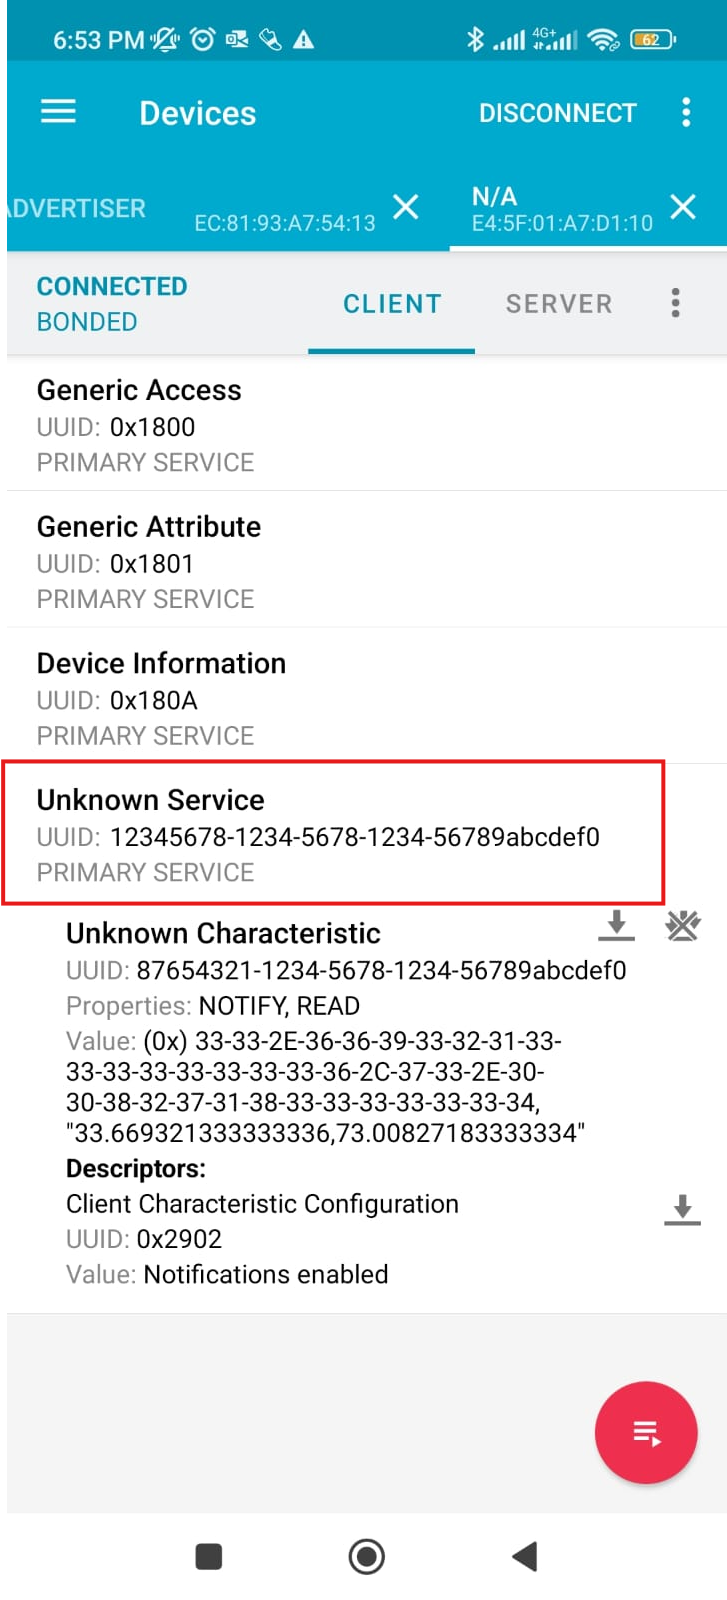 6:53 PM
4G+
62
Devices
DISCONNECT
ADVERTISER
EC:81:93:A7:54:13
N/A
E4:5F:01:A7:D1:10
CONNECTED
BONDED
CLIENT
SERVER
Generic Access
UUID: 0x1800
PRIMARY SERVICE
Generic Attribute
UUID: 0x1801
PRIMARY SERVICE
Device Information
UUID: 0x180A
PRIMARY SERVICE
Unknown Service
UUID: 12345678-1234-5678-1234-56789abcdef0
PRIMARY SERVICE
Unknown Characteristic
UUID: 87654321-1234-5678-1234-56789abcdef0
Properties: NOTIFY, READ
Value: (0x) 33-33-2E-36-36-39-33-32-31-33-
33-33-33-33-33-33-33-36-2C-37-33-2E-30-
30-38-32-37-31-38-33-33-33-33-33-33-34,
"33.669321333333336,73.00827183333334"
Descriptors:
Client Characteristic Configuration
UUID: 0x2902
Value: Notifications enabled